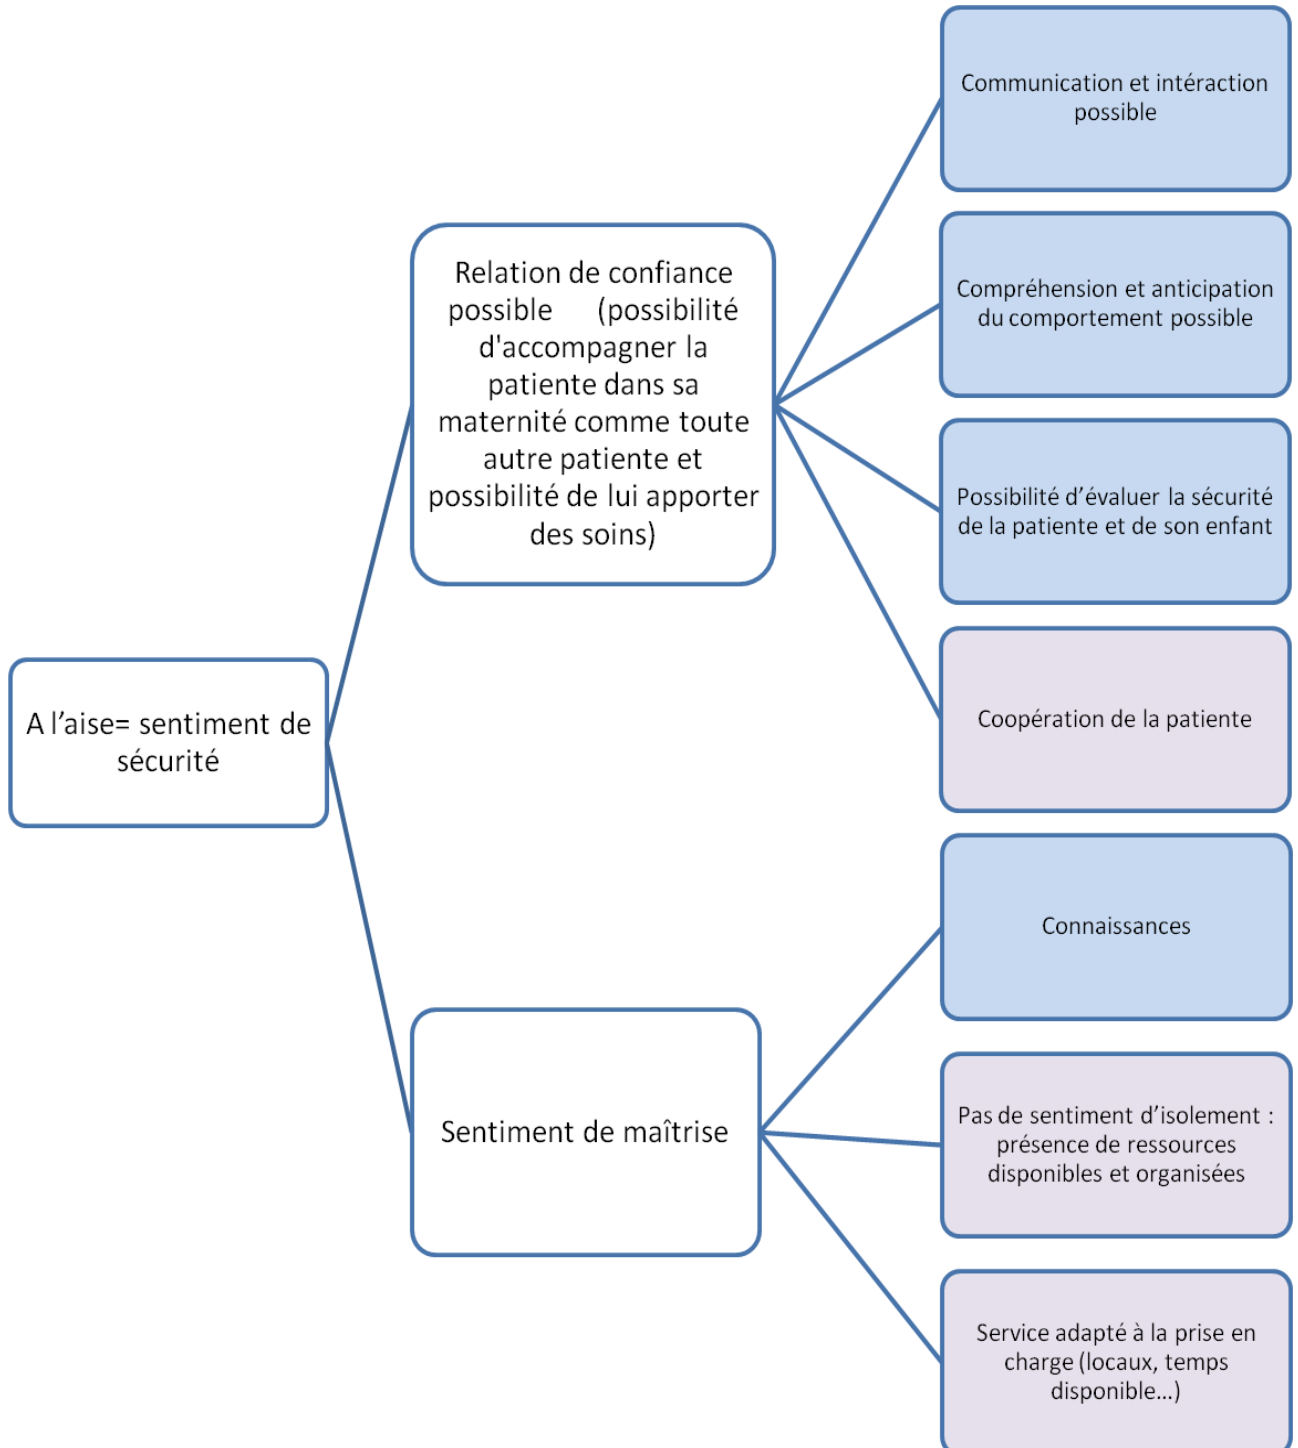 Communication et intéraction
possible
Compréhension et anticipation
du comportement possible
Relation de confiance
possible (possibilité
d'accompagner la
patiente dans sa
maternité comme toute
autre patiente et
possibilité de lui apporter
des soins)
Possibilité d’évaluer la sécurité
de la patiente et de son enfant
Coopération de la patiente
A l’aise= sentiment de
sécurité
Connaissances
Sentiment de maîtrise
Pas de sentiment d’isolement :
présence de ressources
disponibles et organisées
Service adapté à la prise en
charge (locaux, temps
disponible…)